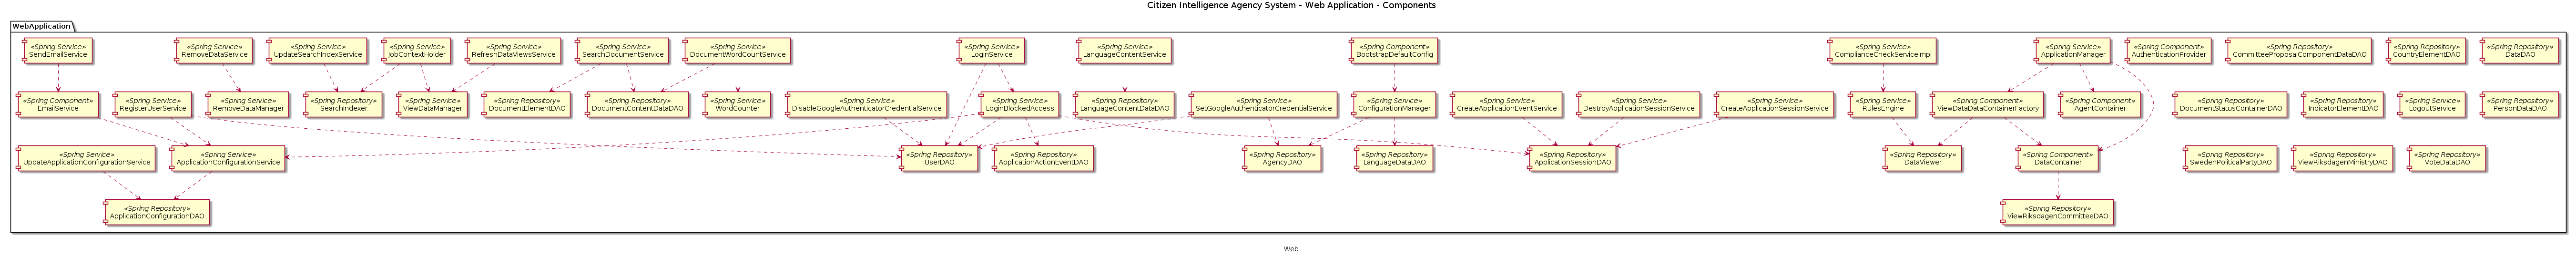 Citizen Intelligence Agency System - Web Application - Components
WebApplication
«Spring Service»
SendEmailService
«Spring Service»
RemoveDataService
«Spring Service»
UpdateSearchIndexService
«Spring Service»
JobContextHolder
«Spring Service»
RefreshDataViewsService
«Spring Service»
SearchDocumentService
«Spring Service»
DocumentWordCountService
«Spring Service»
LoginService
«Spring Service»
LanguageContentService
«Spring Component»
BootstrapDefaultConfig
«Spring Service»
ComplianceCheckServiceImpl
«Spring Service»
ApplicationManager
«Spring Component»
AuthenticationProvider
«Spring Repository»
CommitteeProposalComponentDataDAO
«Spring Repository»
CountryElementDAO
«Spring Repository»
DataDAO
«Spring Component»
EmailService
«Spring Service»
RegisterUserService
«Spring Service»
RemoveDataManager
«Spring Repository»
SearchIndexer
«Spring Service»
ViewDataManager
«Spring Repository»
DocumentElementDAO
«Spring Repository»
DocumentContentDataDAO
«Spring Service»
WordCounter
«Spring Service»
DisableGoogleAuthenticatorCredentialService
«Spring Service»
LoginBlockedAccess
«Spring Repository»
LanguageContentDataDAO
«Spring Service»
SetGoogleAuthenticatorCredentialService
«Spring Service»
ConfigurationManager
«Spring Service»
CreateApplicationEventService
«Spring Service»
DestroyApplicationSessionService
«Spring Service»
CreateApplicationSessionService
«Spring Service»
RulesEngine
«Spring Component»
ViewDataDataContainerFactory
«Spring Component»
AgentContainer
«Spring Repository»
DocumentStatusContainerDAO
«Spring Repository»
IndicatorElementDAO
«Spring Service»
LogoutService
«Spring Repository»
PersonDataDAO
«Spring Service»
UpdateApplicationConfigurationService
«Spring Service»
ApplicationConfigurationService
«Spring Repository»
UserDAO
«Spring Repository»
ApplicationActionEventDAO
«Spring Repository»
AgencyDAO
«Spring Repository»
LanguageDataDAO
«Spring Repository»
ApplicationSessionDAO
«Spring Repository»
DataViewer
«Spring Component»
DataContainer
«Spring Repository»
SwedenPoliticalPartyDAO
«Spring Repository»
ViewRiksdagenMinistryDAO
«Spring Repository»
VoteDataDAO
«Spring Repository»
ApplicationConfigurationDAO
«Spring Repository»
ViewRiksdagenCommitteeDAO
Web